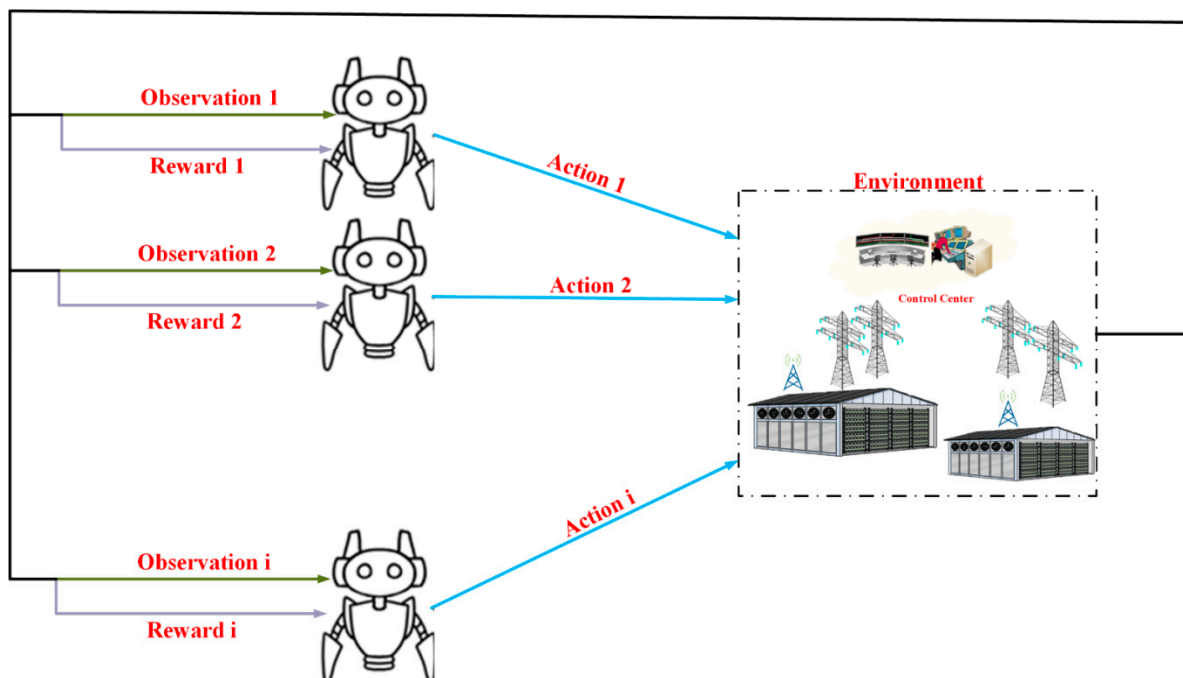 Observation 1
Reward 1
Action 1
Environment
Control Center
Observation 2
Reward 2
Action 2
Observation i
Reward i
Action i